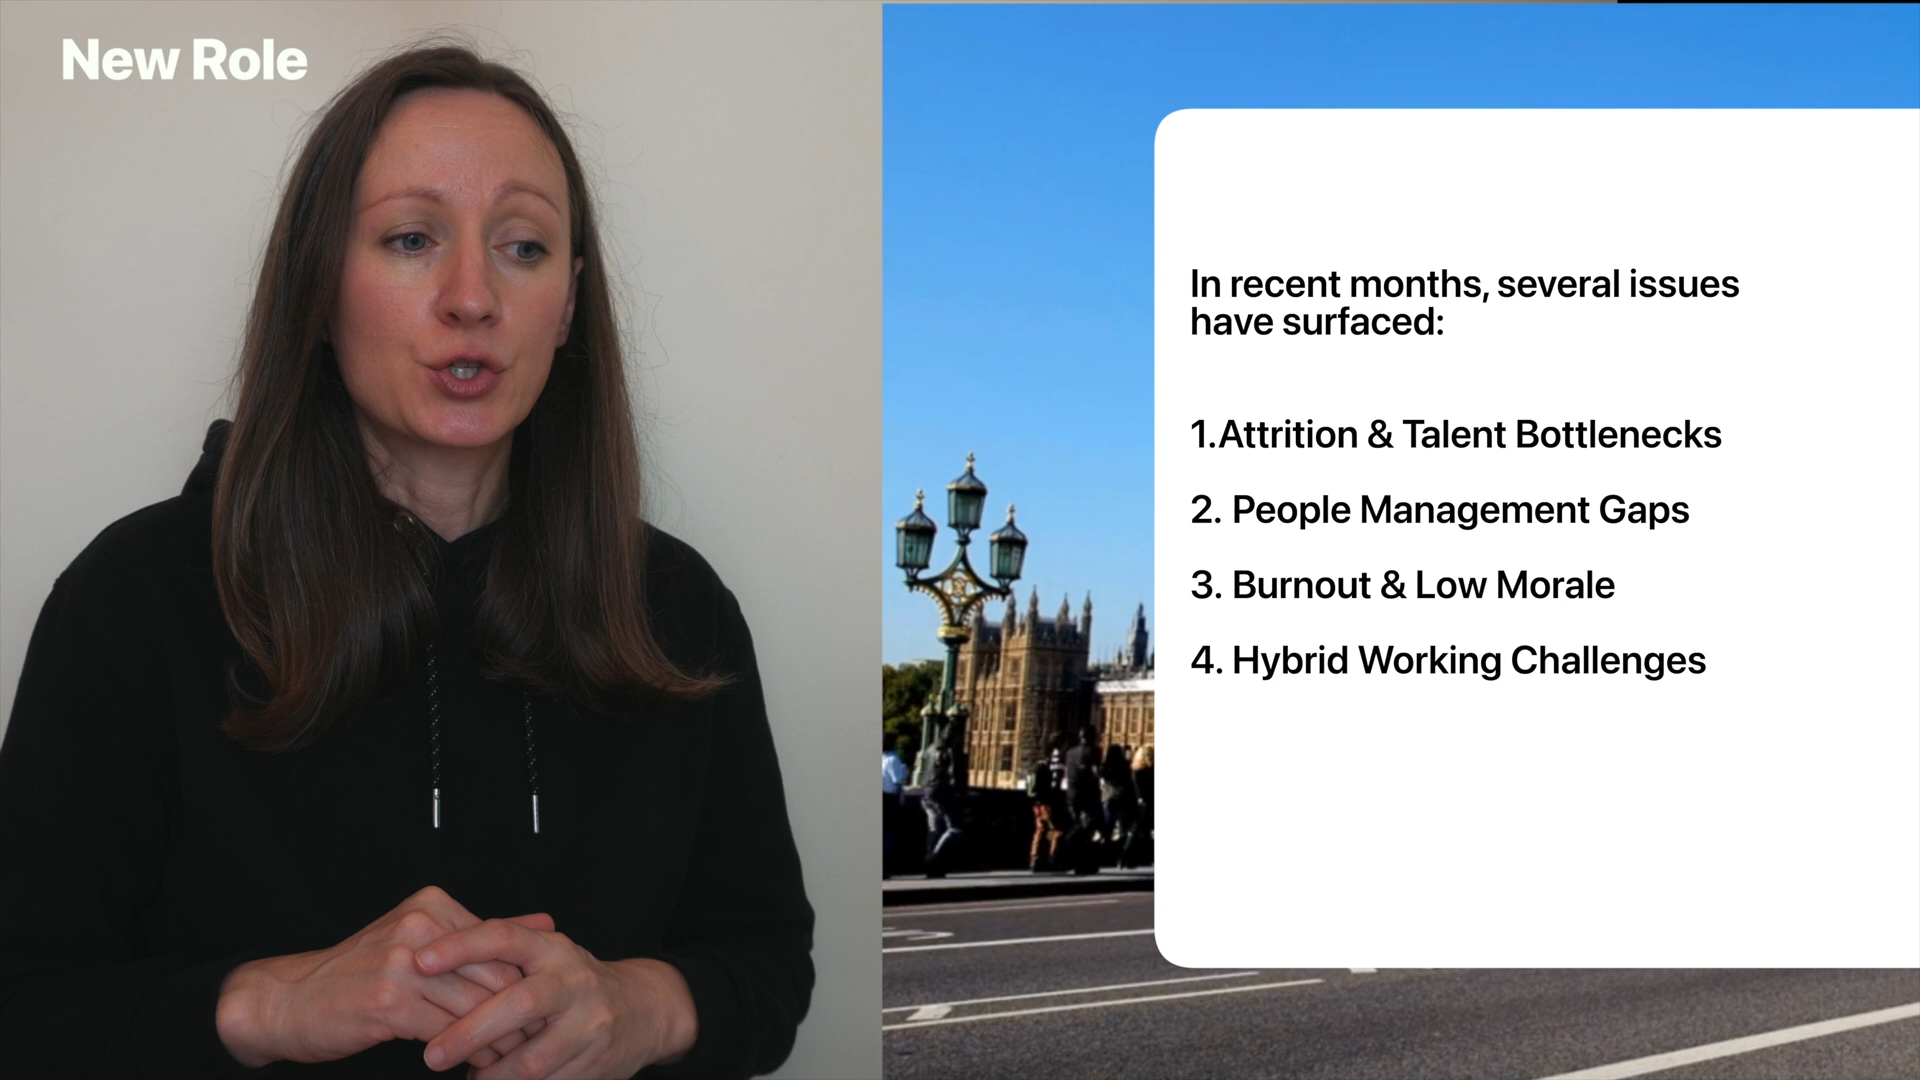 New Role
In recent months, several issues
have surfaced:
1.Attrition & Talent Bottlenecks
2. People Management Gaps
3. Burnout & Low Morale
4. Hybrid Working Challenges